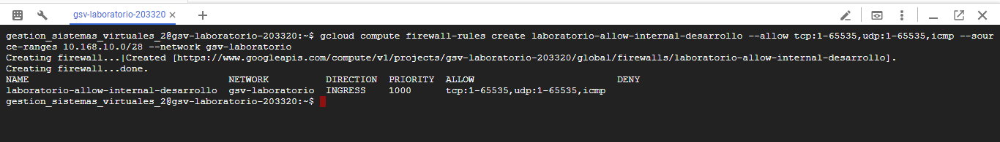 gsv-laboratorio-203320
gestion_sistemas_virtuales_2@gsv-laboratorio-203320:~$ gcloud compute firewall-rules create laboratorio-allow-internal-desarrollo --allow tcp:1-65535,udp:1-65535,icmp --sour
ce-ranges 10.168.10.0/28 --network gsv-laboratorio
Creating firewall...|Created [https://www.googleapis.com/compute/v1/projects/gsv-laboratorio-203320/global/firewalls/laboratorio-allow-internal-desarrollo].
Creating firewall...done.
NAME NETWORK DIRECTION PRIORITY ALLOW DENY
laboratorio-allow-internal-desarrollo gsv-laboratorio INGRESS 1000 tcp:1-65535,udp:1-65535,icmp
gestion_sistemas_virtuales_2@gsv-laboratorio-203320:~$